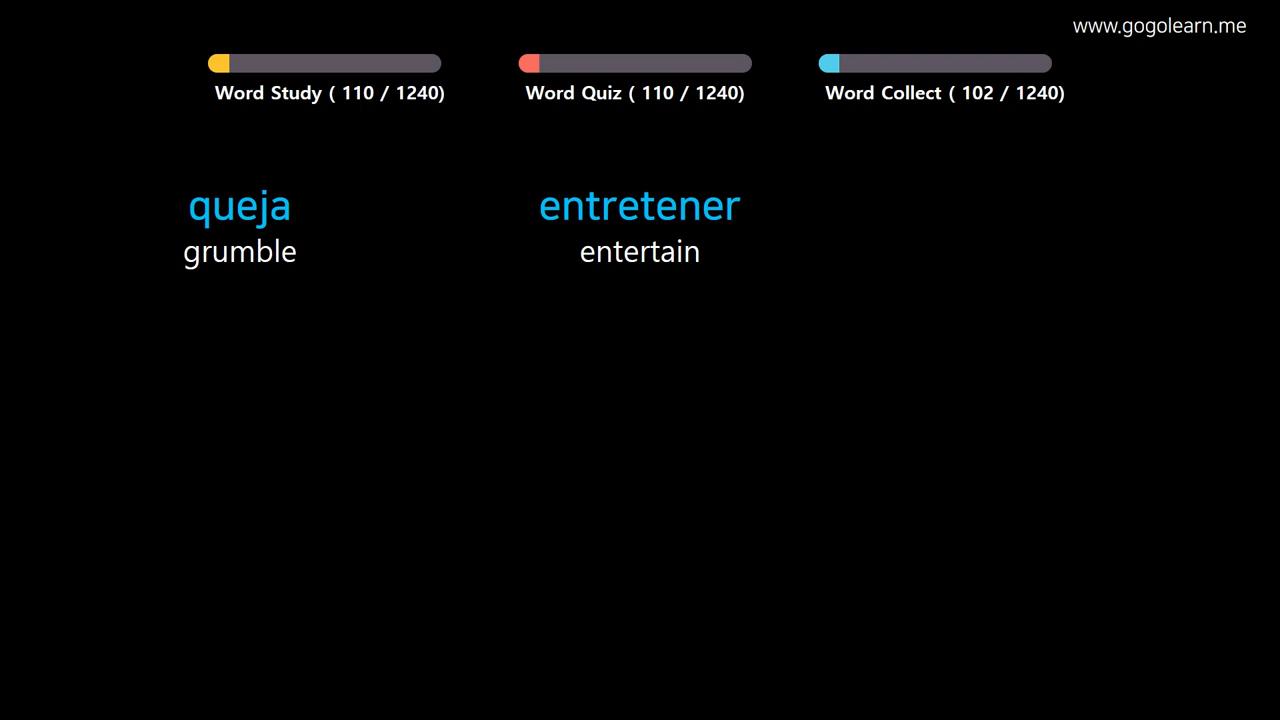 www.gogolearn.me
Word Study ( 110 / 1240)
Word Quiz ( 110 / 1240)
Word Collect ( 102 / 1240)
queja
grumble
entretener
entertain